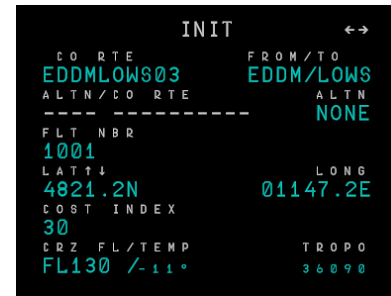 INIT ←→
CO RTE FROM/TO
EDDMLOWS03 EDDM/LOWS
ALTN/CO RTE ALTN
---- ---------- NONE
FLT NBR
1001
LAT↑↓ LONG
4821.2N 01147.2E
COST INDEX
30
CRZ FL/TEMP TROPO
FL130 /-11° 36090